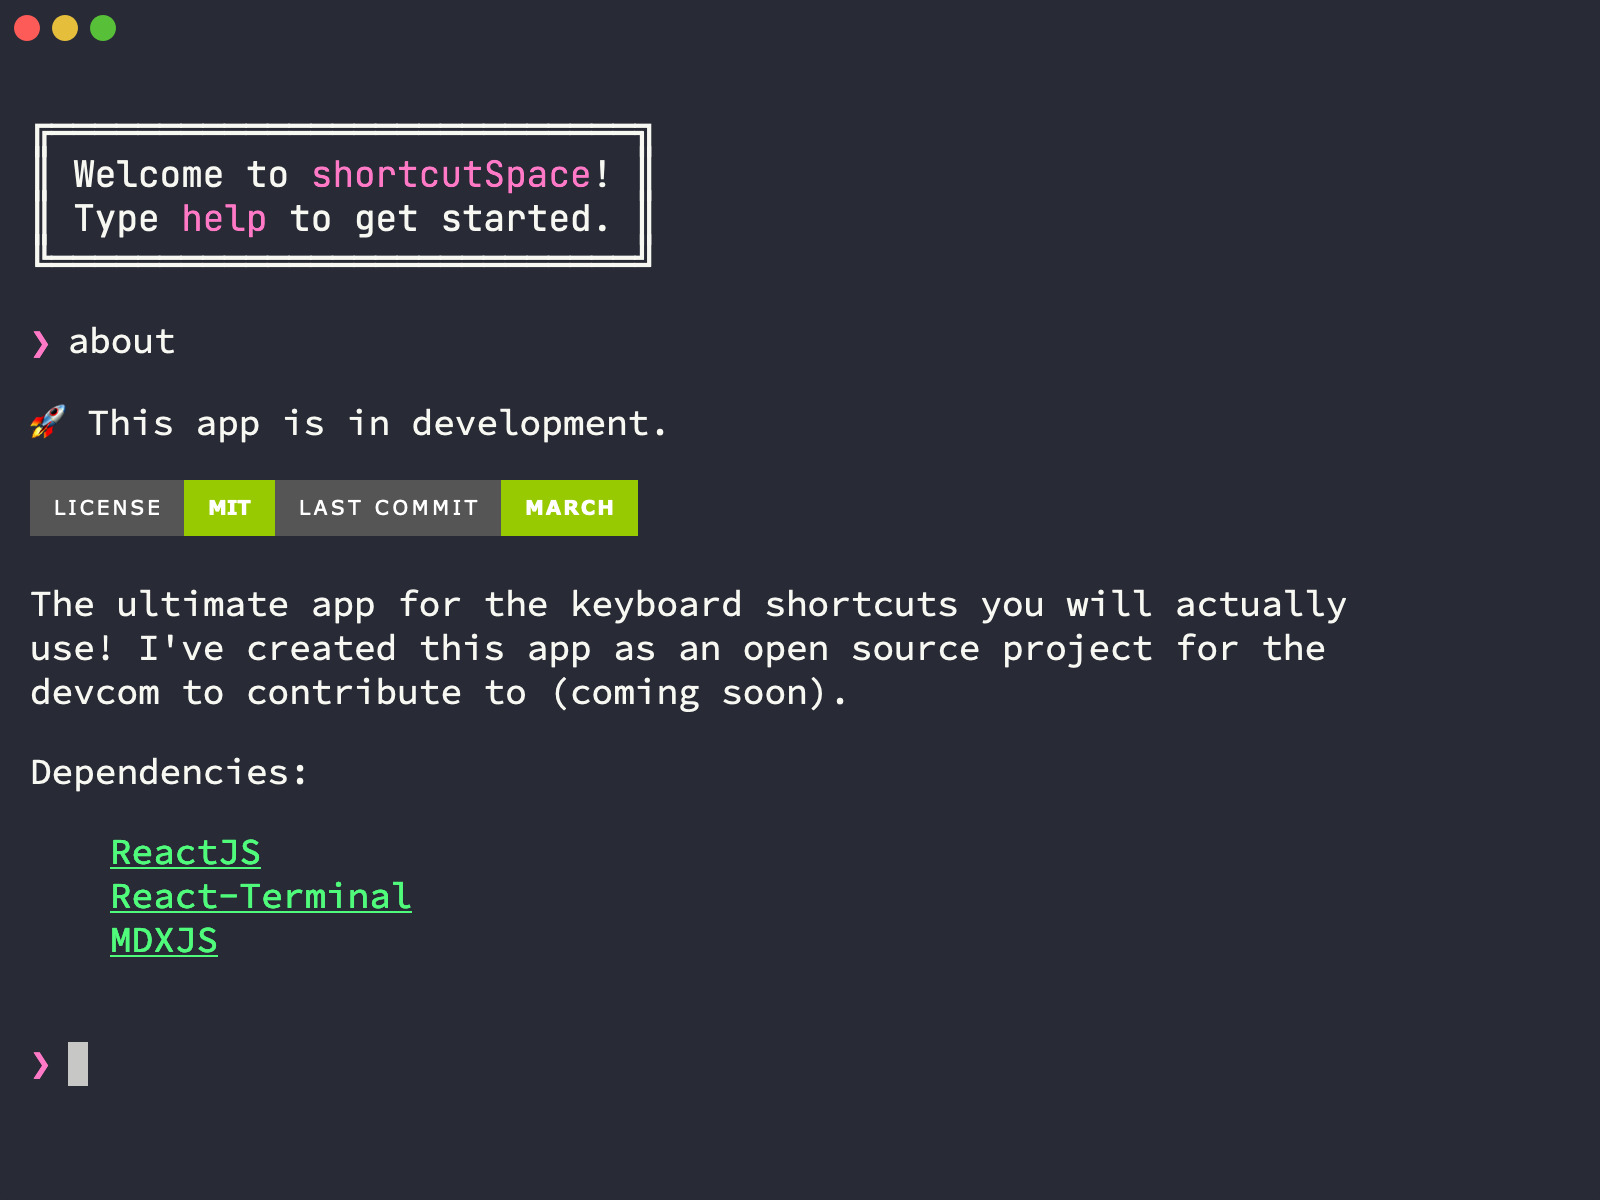 Welcome to shortcutSpace!
Type help to get started.
❯ about
🚀 This app is in development.
LICENSE MIT LAST COMMIT MARCH
The ultimate app for the keyboard shortcuts you will actually
use! I've created this app as an open source project for the
devcom to contribute to (coming soon).
Dependencies:
ReactJS
React-Terminal
MDXJS
❯